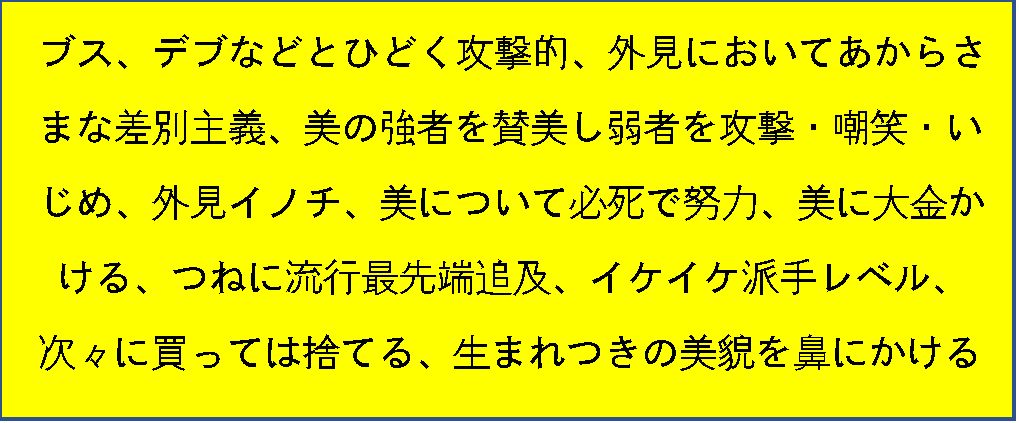 ブス、デブなどとひどく攻撃的、外見においてあからさ
まな差別主義、美の強者を賛美し弱者を攻撃・嘲笑・い
じめ、外見イノチ、美について必死で努力、美に大金か
ける、つねに流行最先端追及、イケイケ派手レベル、
次々に買っては捨てる、生まれつきの美貌を鼻にかける